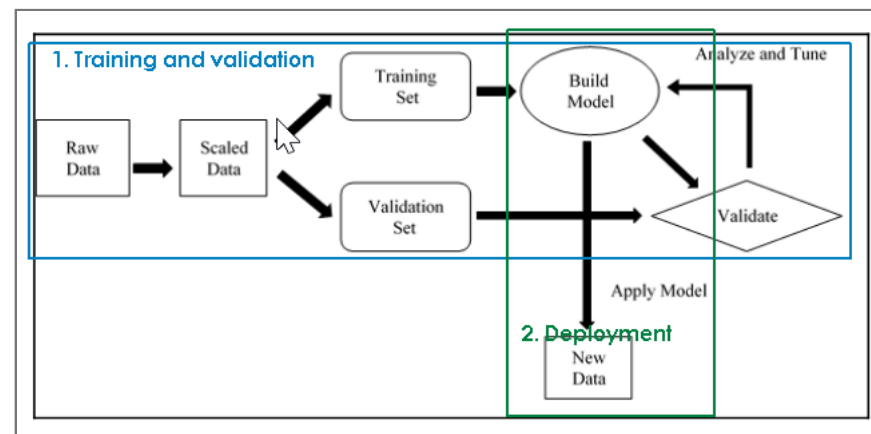 1. Training and validation
Analyze and Tune
Training
Set
Build
Model
Raw
Data
Scaled
Data
Validation
Set
Validate
Apply Model
2. Deployment
New
Data